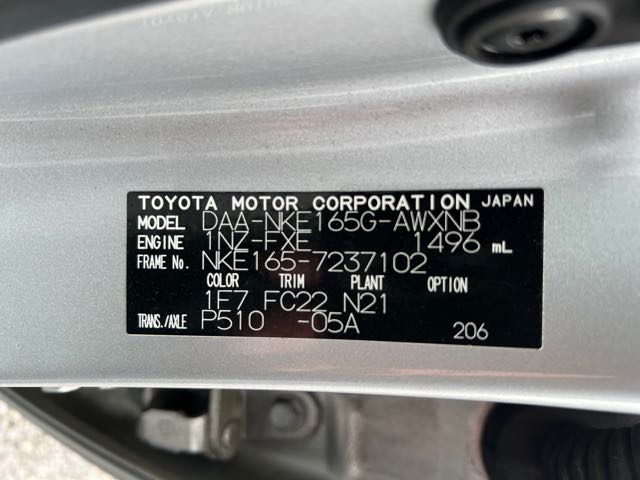 TOYOTA MOTOR CORPORATION JAPAN
MODEL DAA-NKE165G-AWXNB
ENGINE 1NZ-FXE 1496 mL
FRAME No. NKE165-7237102
COLOR TRIM PLANT OPTION
1F7 FC22 N21
TRANS./AXLE P510 -05A 206